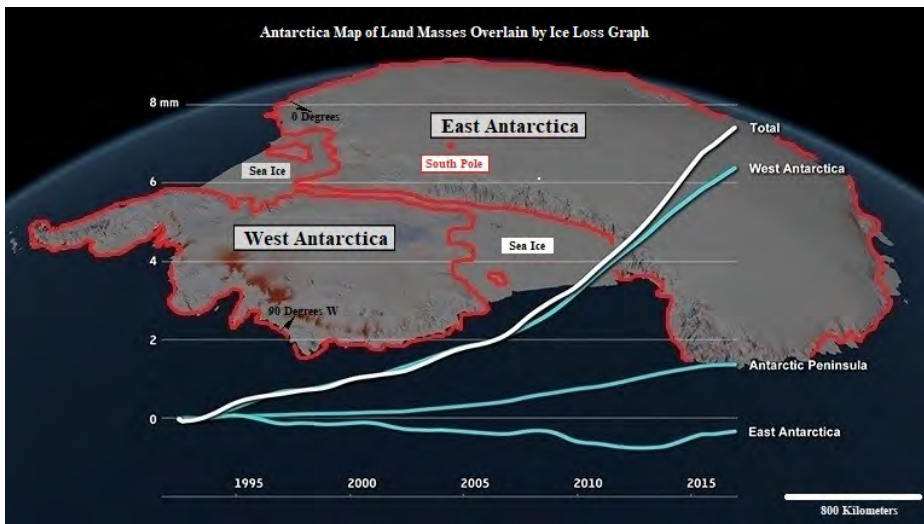 Antarctica Map of Land Masses Overlain by Ice Loss Graph
8 mm
0 Degrees
East Antarctica
Total
South Pole
Sea Ice
West Antarctica
6
West Antarctica
Sea Ice
4
90 Degrees W
2
Antarctic Peninsula
0
East Antarctica
1995 2000 2005 2010 2015
800 Kilometers